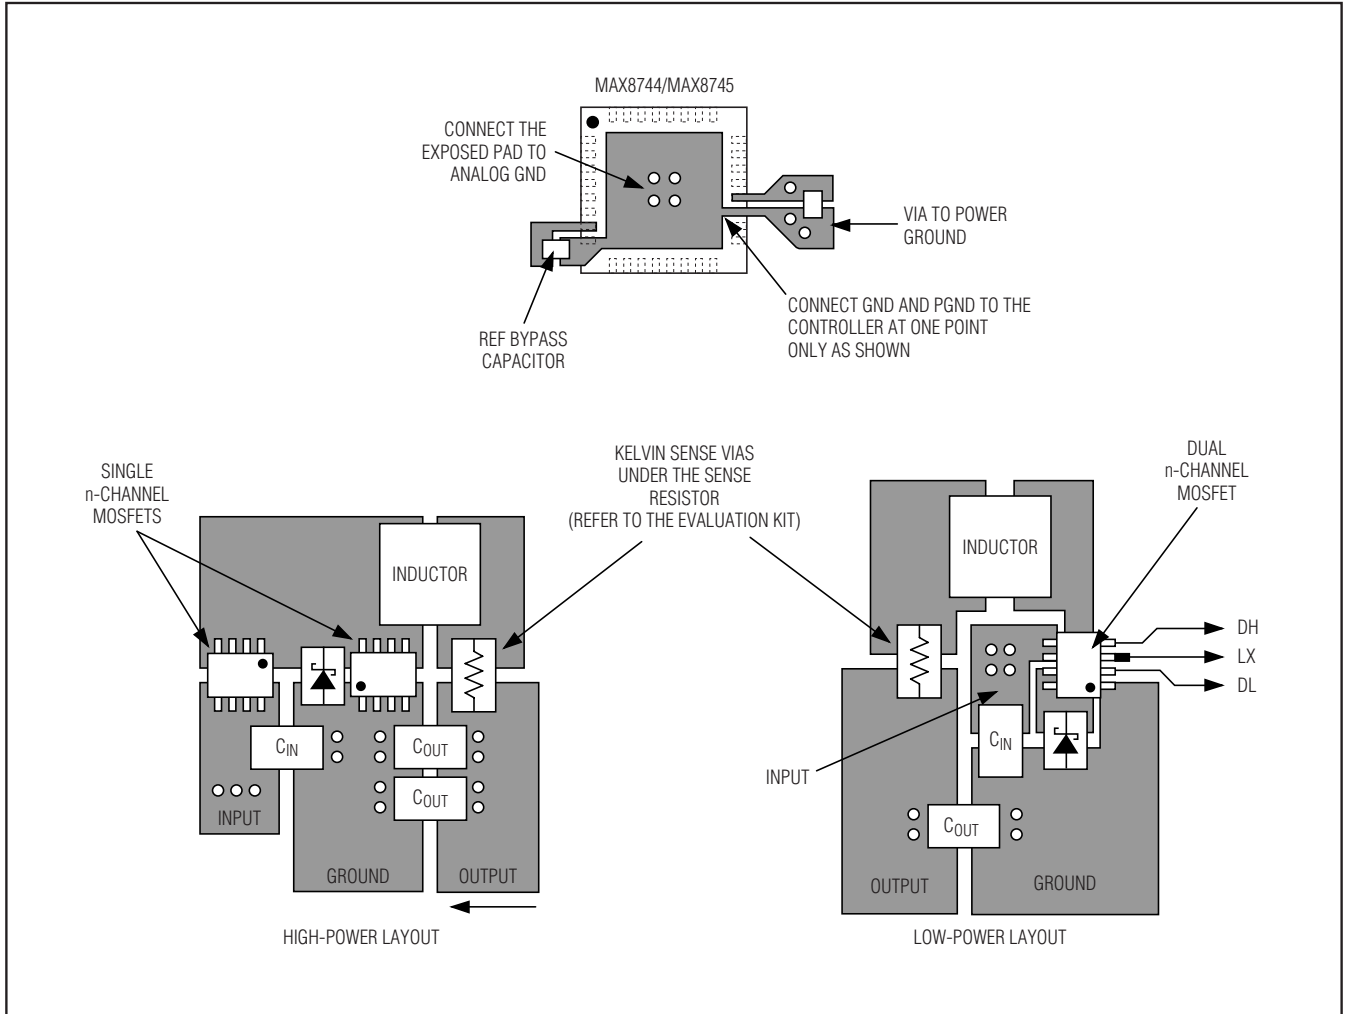 MAX8744/MAX8745
CONNECT THE
EXPOSED PAD TO
ANALOG GND
VIA TO POWER
GROUND
CONNECT GND AND PGND TO THE
CONTROLLER AT ONE POINT
ONLY AS SHOWN
REF BYPASS
CAPACITOR
KELVIN SENSE VIAS
UNDER THE SENSE
RESISTOR
(REFER TO THE EVALUATION KIT)
SINGLE
n-CHANNEL
MOSFETS
INDUCTOR
CIN
COUT
COUT
INPUT
GROUND
OUTPUT
HIGH-POWER LAYOUT
DUAL
n-CHANNEL
MOSFET
INDUCTOR
DH
LX
DL
CIN
INPUT
COUT
OUTPUT
GROUND
LOW-POWER LAYOUT